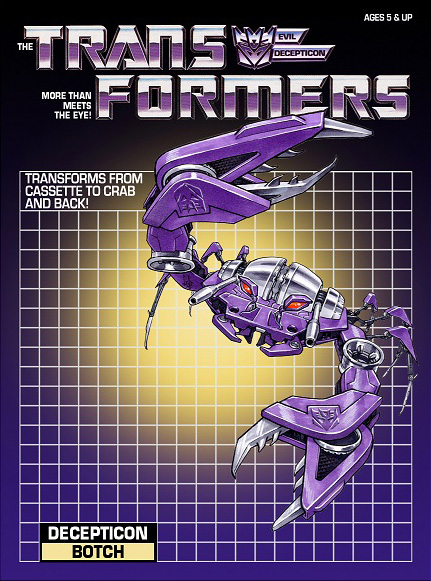 AGES 5 & UP
THE TRANS
EVIL
DECEPTICON
FORMERS
MORE THAN
MEETS
THE EYE!
TRANSFORMS FROM
CASSETTE TO CRAB
AND BACK!
DECEPTICON
BOTCH